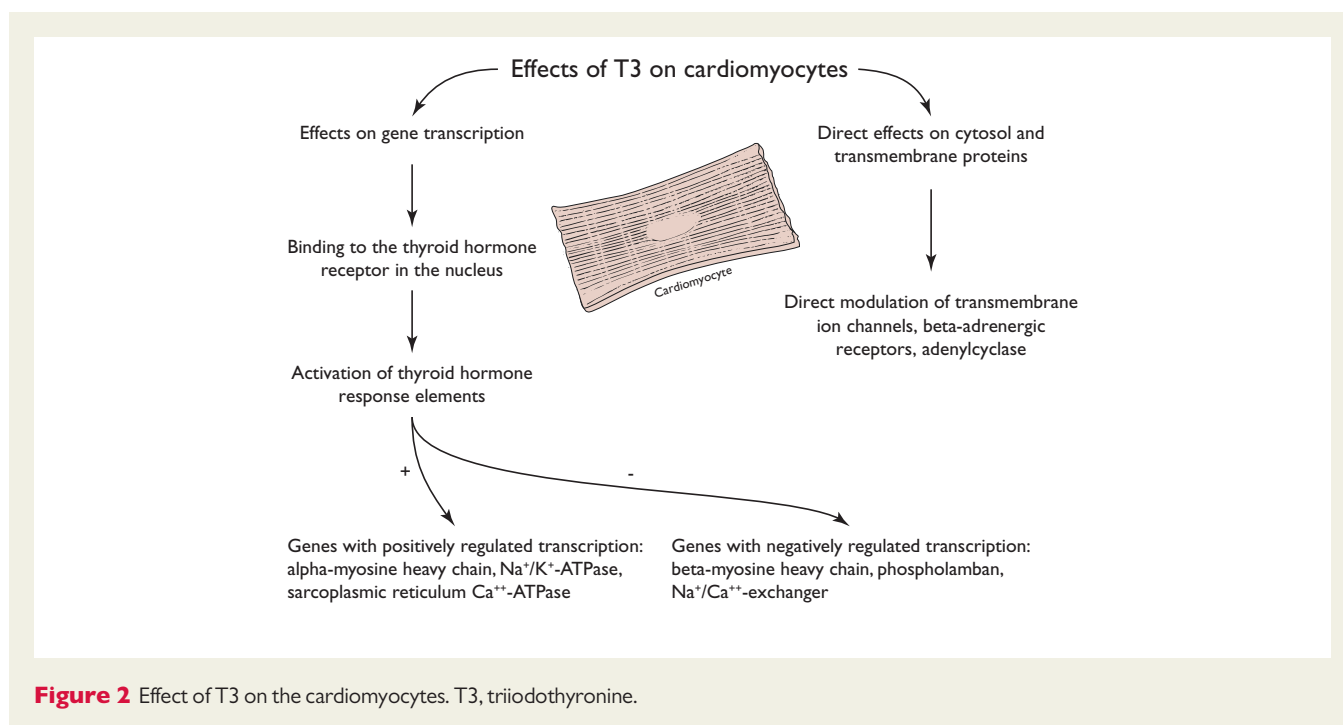 Effects of T3 on cardiomyocytes
Effects on gene transcription
Direct effects on cytosol and
transmembrane proteins
Binding to the thyroid hormone
receptor in the nucleus
Cardiomyocyte
Direct modulation of transmembrane
ion channels, beta-adrenergic
receptors, adenylcyclase
Activation of thyroid hormone
response elements
+
-
Genes with positively regulated transcription:
alpha-myosine heavy chain, Na⁺/K⁺-ATPase,
sarcoplasmic reticulum Ca⁺⁺-ATPase
Genes with negatively regulated transcription:
beta-myosine heavy chain, phospholamban,
Na⁺/Ca⁺⁺-exchanger
Figure 2 Effect of T3 on the cardiomyocytes. T3, triiodothyronine.